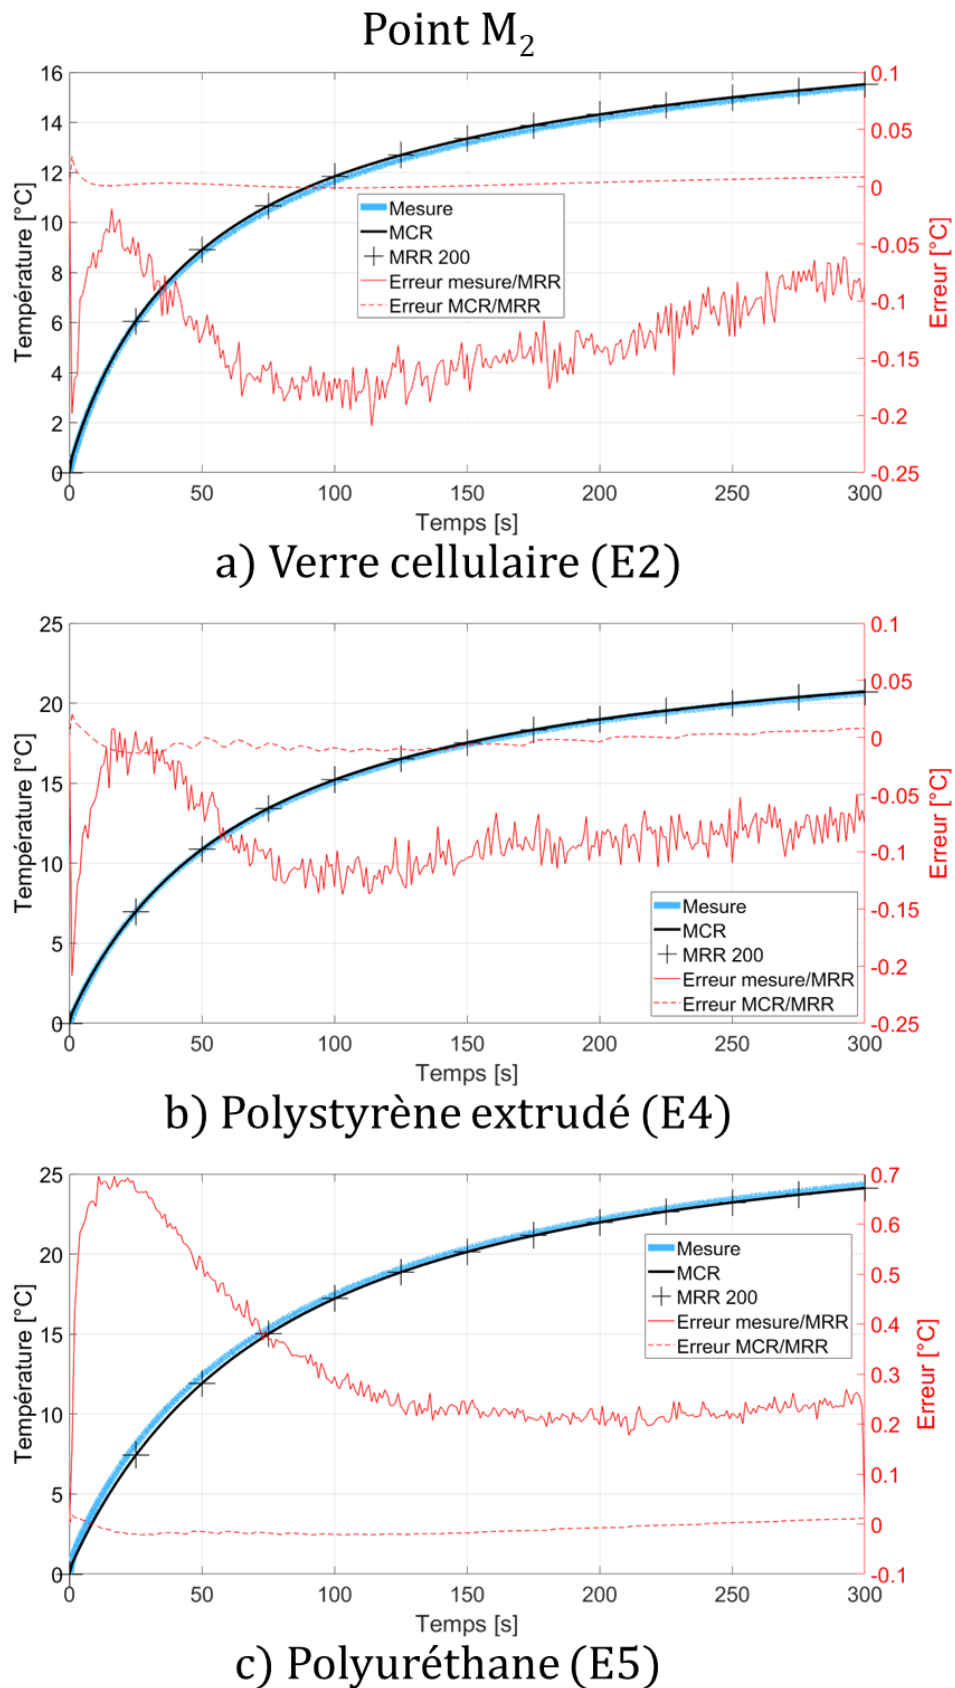 Point M₂
16
14
12
10
8
6
4
2
0
Température [°C]
0.1
0.05
0
-0.05
-0.1
-0.15
-0.2
-0.25
Erreur [°C]
Mesure
MCR
MRR 200
Erreur mesure/MRR
Erreur MCR/MRR
0 50 100 150 200 250 300
Temps [s]
a) Verre cellulaire (E2)
25
20
15
10
5
0
Température [°C]
0.1
0.05
0
-0.05
-0.1
-0.15
-0.2
-0.25
Erreur [°C]
Mesure
MCR
MRR 200
Erreur mesure/MRR
Erreur MCR/MRR
0 50 100 150 200 250 300
Temps [s]
b) Polystyrène extrudé (E4)
25
20
15
10
5
0
Température [°C]
0.7
0.6
0.5
0.4
0.3
0.2
0.1
0
-0.1
Erreur [°C]
Mesure
MCR
MRR 200
Erreur mesure/MRR
Erreur MCR/MRR
0 50 100 150 200 250 300
Temps [s]
c) Polyuréthane (E5)